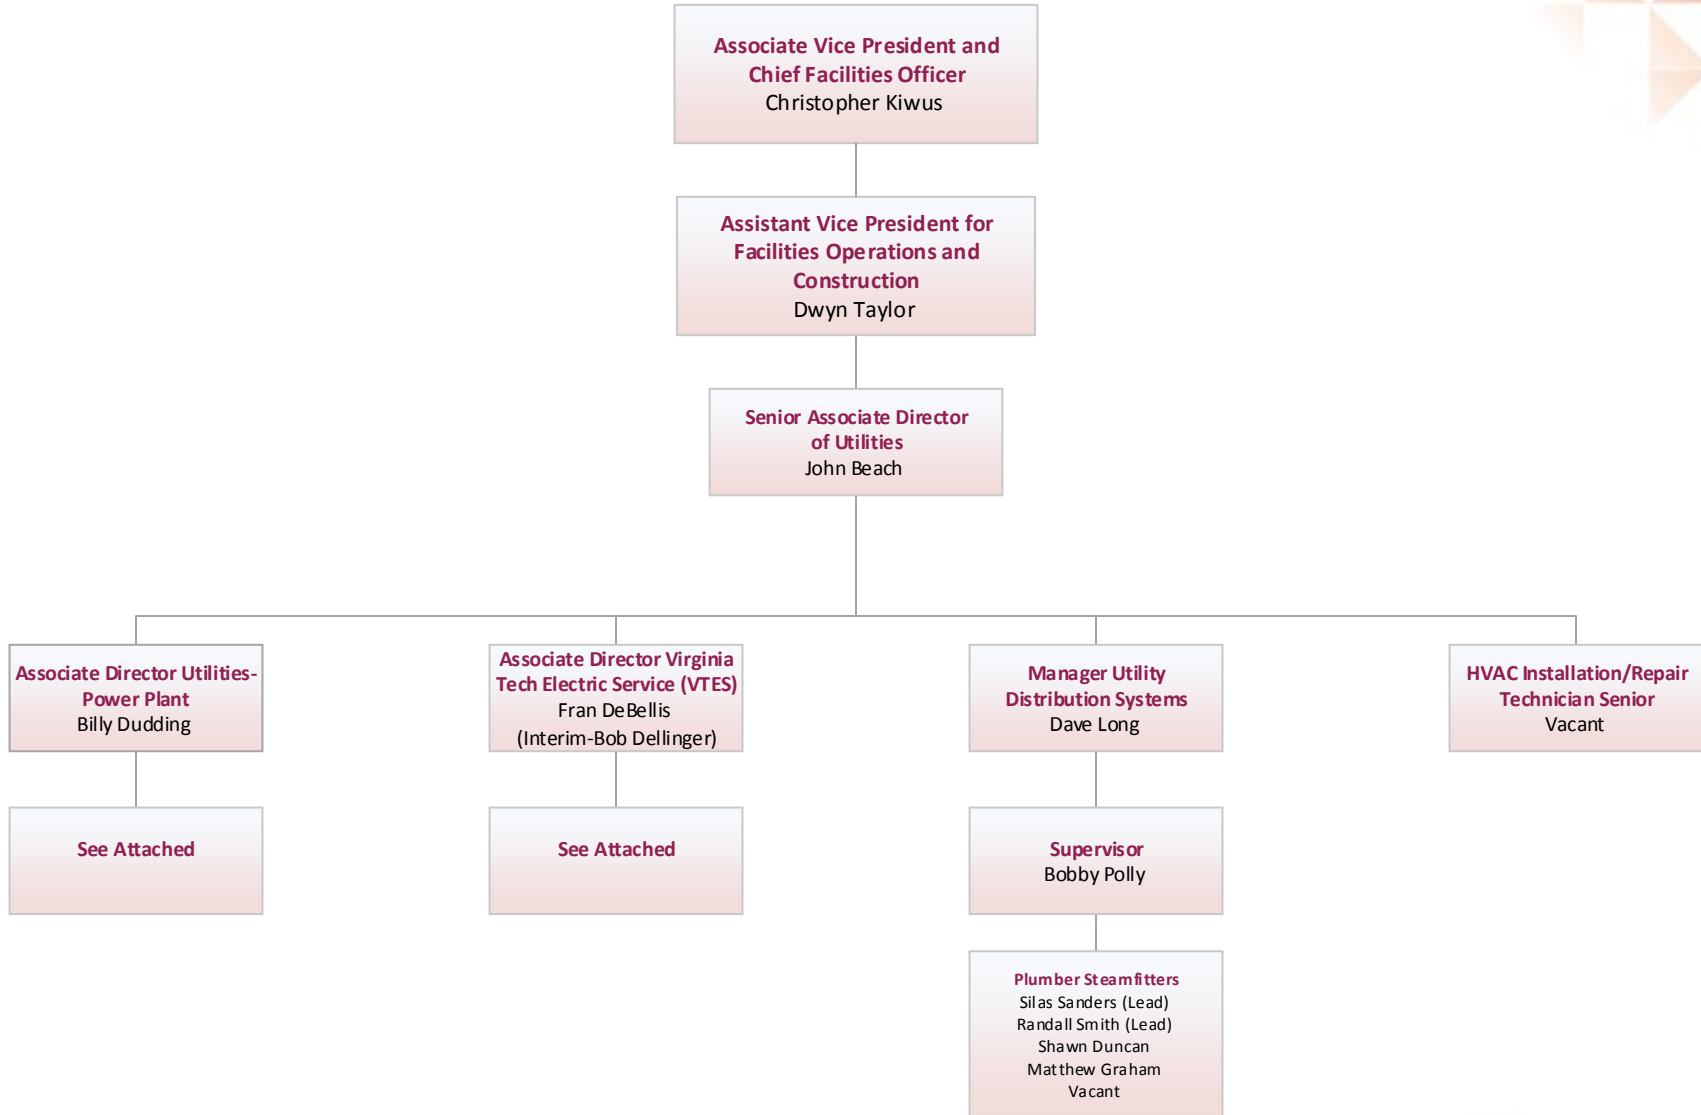 Associate Vice President and
Chief Facilities Officer
Christopher Kiwus
Assistant Vice President for
Facilities Operations and
Construction
Dwyn Taylor
Senior Associate Director
of Utilities
John Beach
Associate Director Utilities-
Power Plant
Billy Dudding
Associate Director Virginia
Tech Electric Service (VTES)
Fran DeBellis
(Interim-Bob Dellinger)
Manager Utility
Distribution Systems
Dave Long
HVAC Installation/Repair
Technician Senior
Vacant
See Attached
See Attached
Supervisor
Bobby Polly
Plumber Steamfitters
Silas Sanders (Lead)
Randall Smith (Lead)
Shawn Duncan
Matthew Graham
Vacant